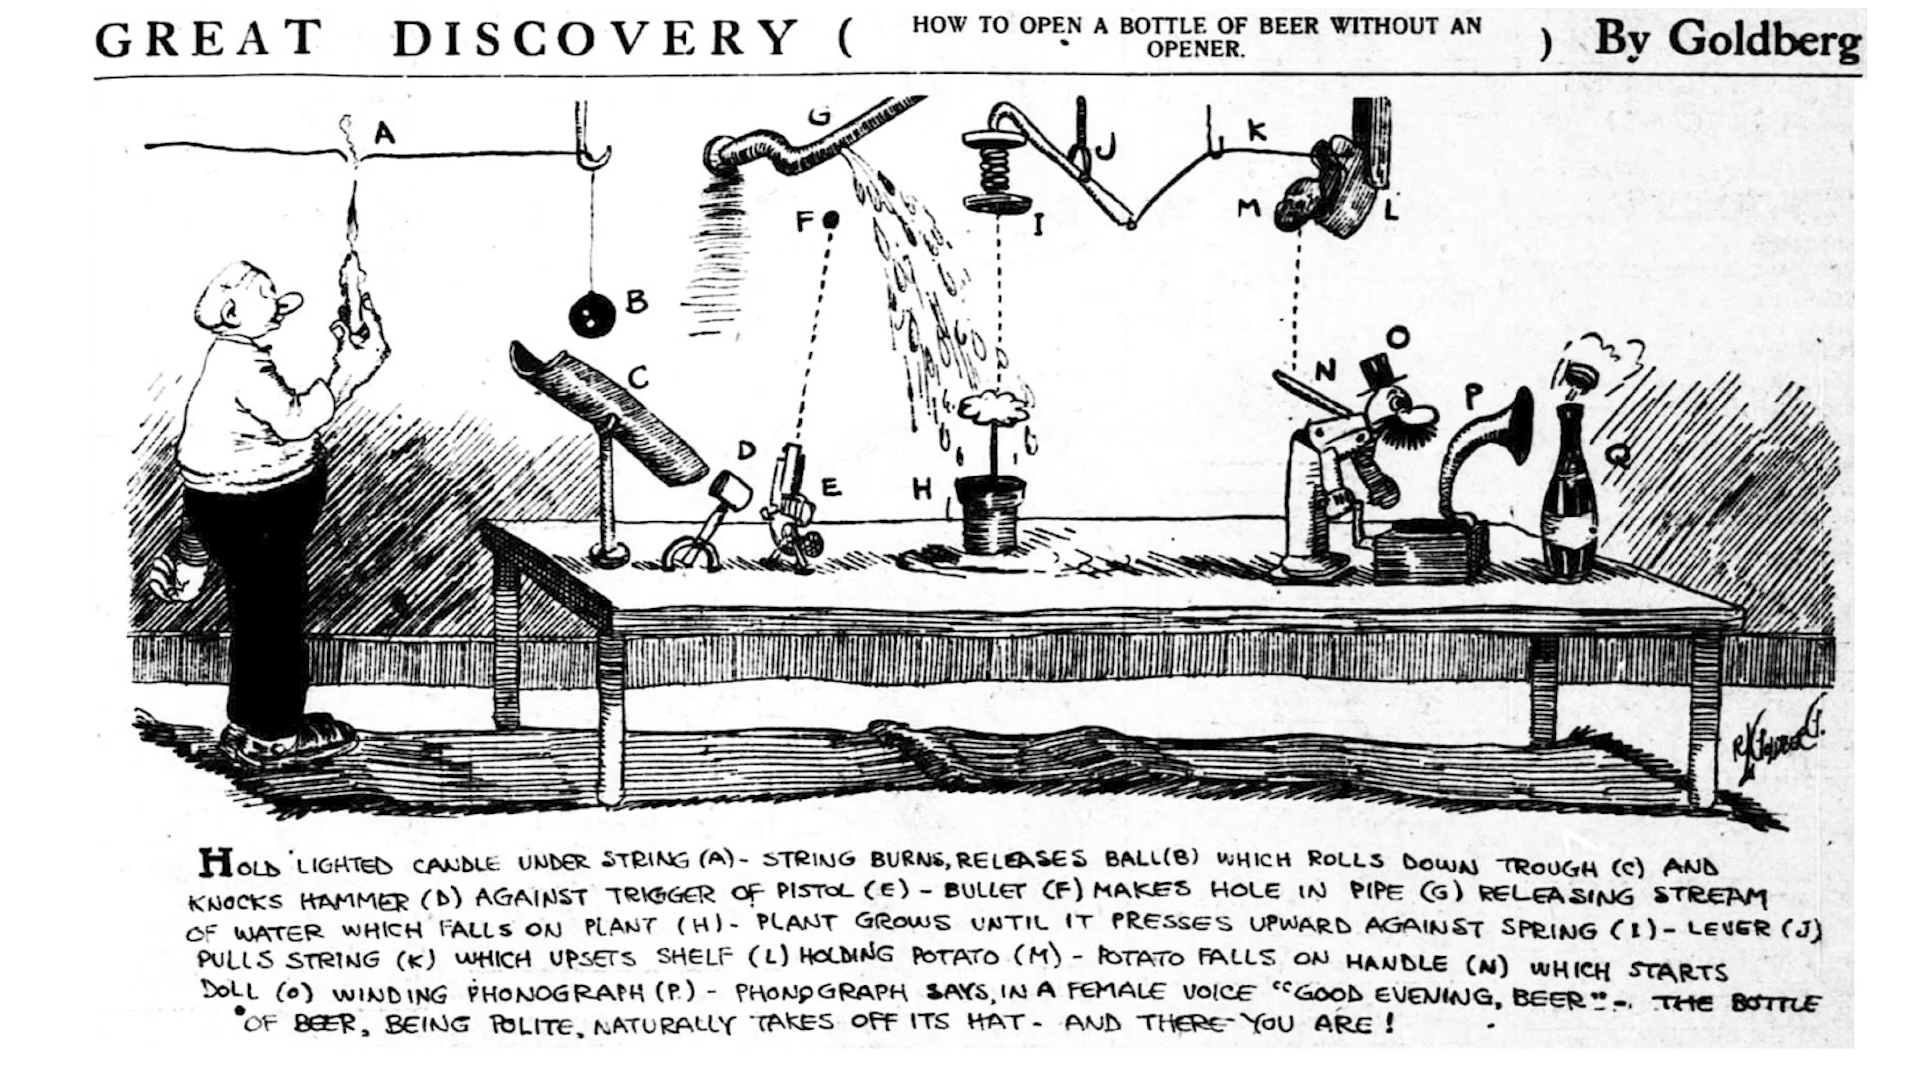 GREAT DISCOVERY ( HOW TO OPEN A BOTTLE OF BEER WITHOUT AN OPENER. ) By Goldberg
A
B
C
D
E
F
G
H
I
J
K
L
M
N
O
P
Q
R.L. GOLDBERG.
HOLD LIGHTED CANDLE UNDER STRING (A) - STRING BURNS, RELEASES BALL (B) WHICH ROLLS DOWN TROUGH (C) AND
KNOCKS HAMMER (D) AGAINST TRIGGER OF PISTOL (E) - BULLET (F) MAKES HOLE IN PIPE (G) RELEASING STREAM
OF WATER WHICH FALLS ON PLANT (H) - PLANT GROWS UNTIL IT PRESSES UPWARD AGAINST SPRING (I) - LEVER (J)
PULLS STRING (K) WHICH UPSETS SHELF (L) HOLDING POTATO (M) - POTATO FALLS ON HANDLE (N) WHICH STARTS
DOLL (O) WINDING PHONOGRAPH (P.) - PHONOGRAPH SAYS, IN A FEMALE VOICE "GOOD EVENING, BEER" - THE BOTTLE
OF BEER, BEING POLITE, NATURALLY TAKES OFF ITS HAT - AND THERE YOU ARE!